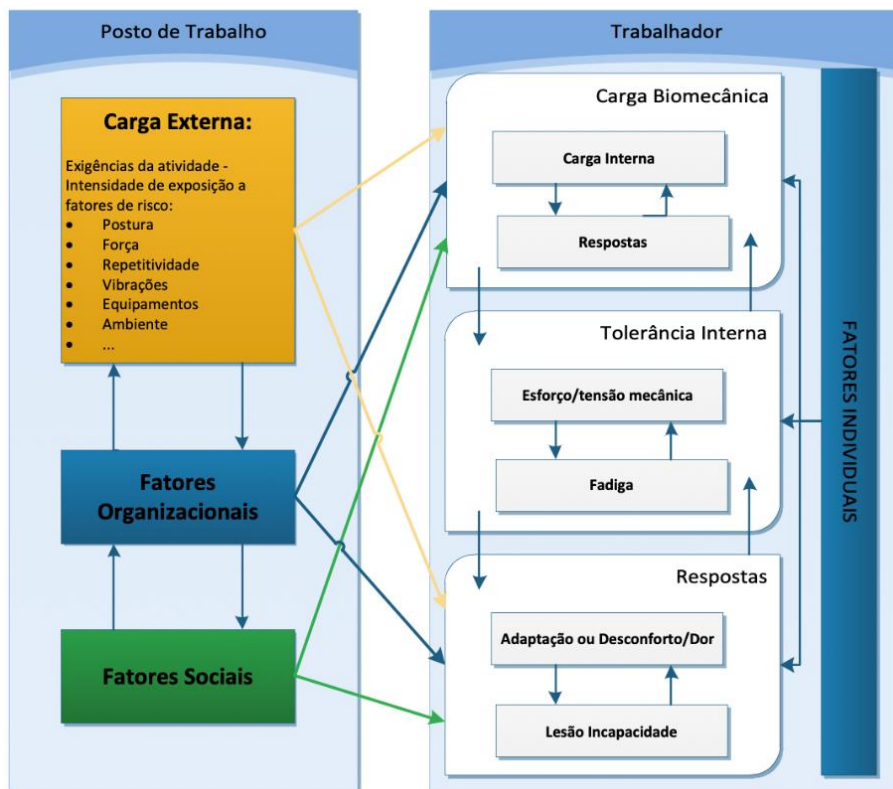 Posto de Trabalho
Carga Externa:
Exigências da atividade -
Intensidade de exposição a
fatores de risco:
• Postura
• Força
• Repetitividade
• Vibrações
• Equipamentos
• Ambiente
• ...
Fatores
Organizacionais
Fatores Sociais
Trabalhador
Carga Biomecânica
Carga Interna
Respostas
Tolerância Interna
Esforço/tensão mecânica
Fadiga
Respostas
Adaptação ou Desconforto/Dor
Lesão Incapacidade
FATORES INDIVIDUAIS